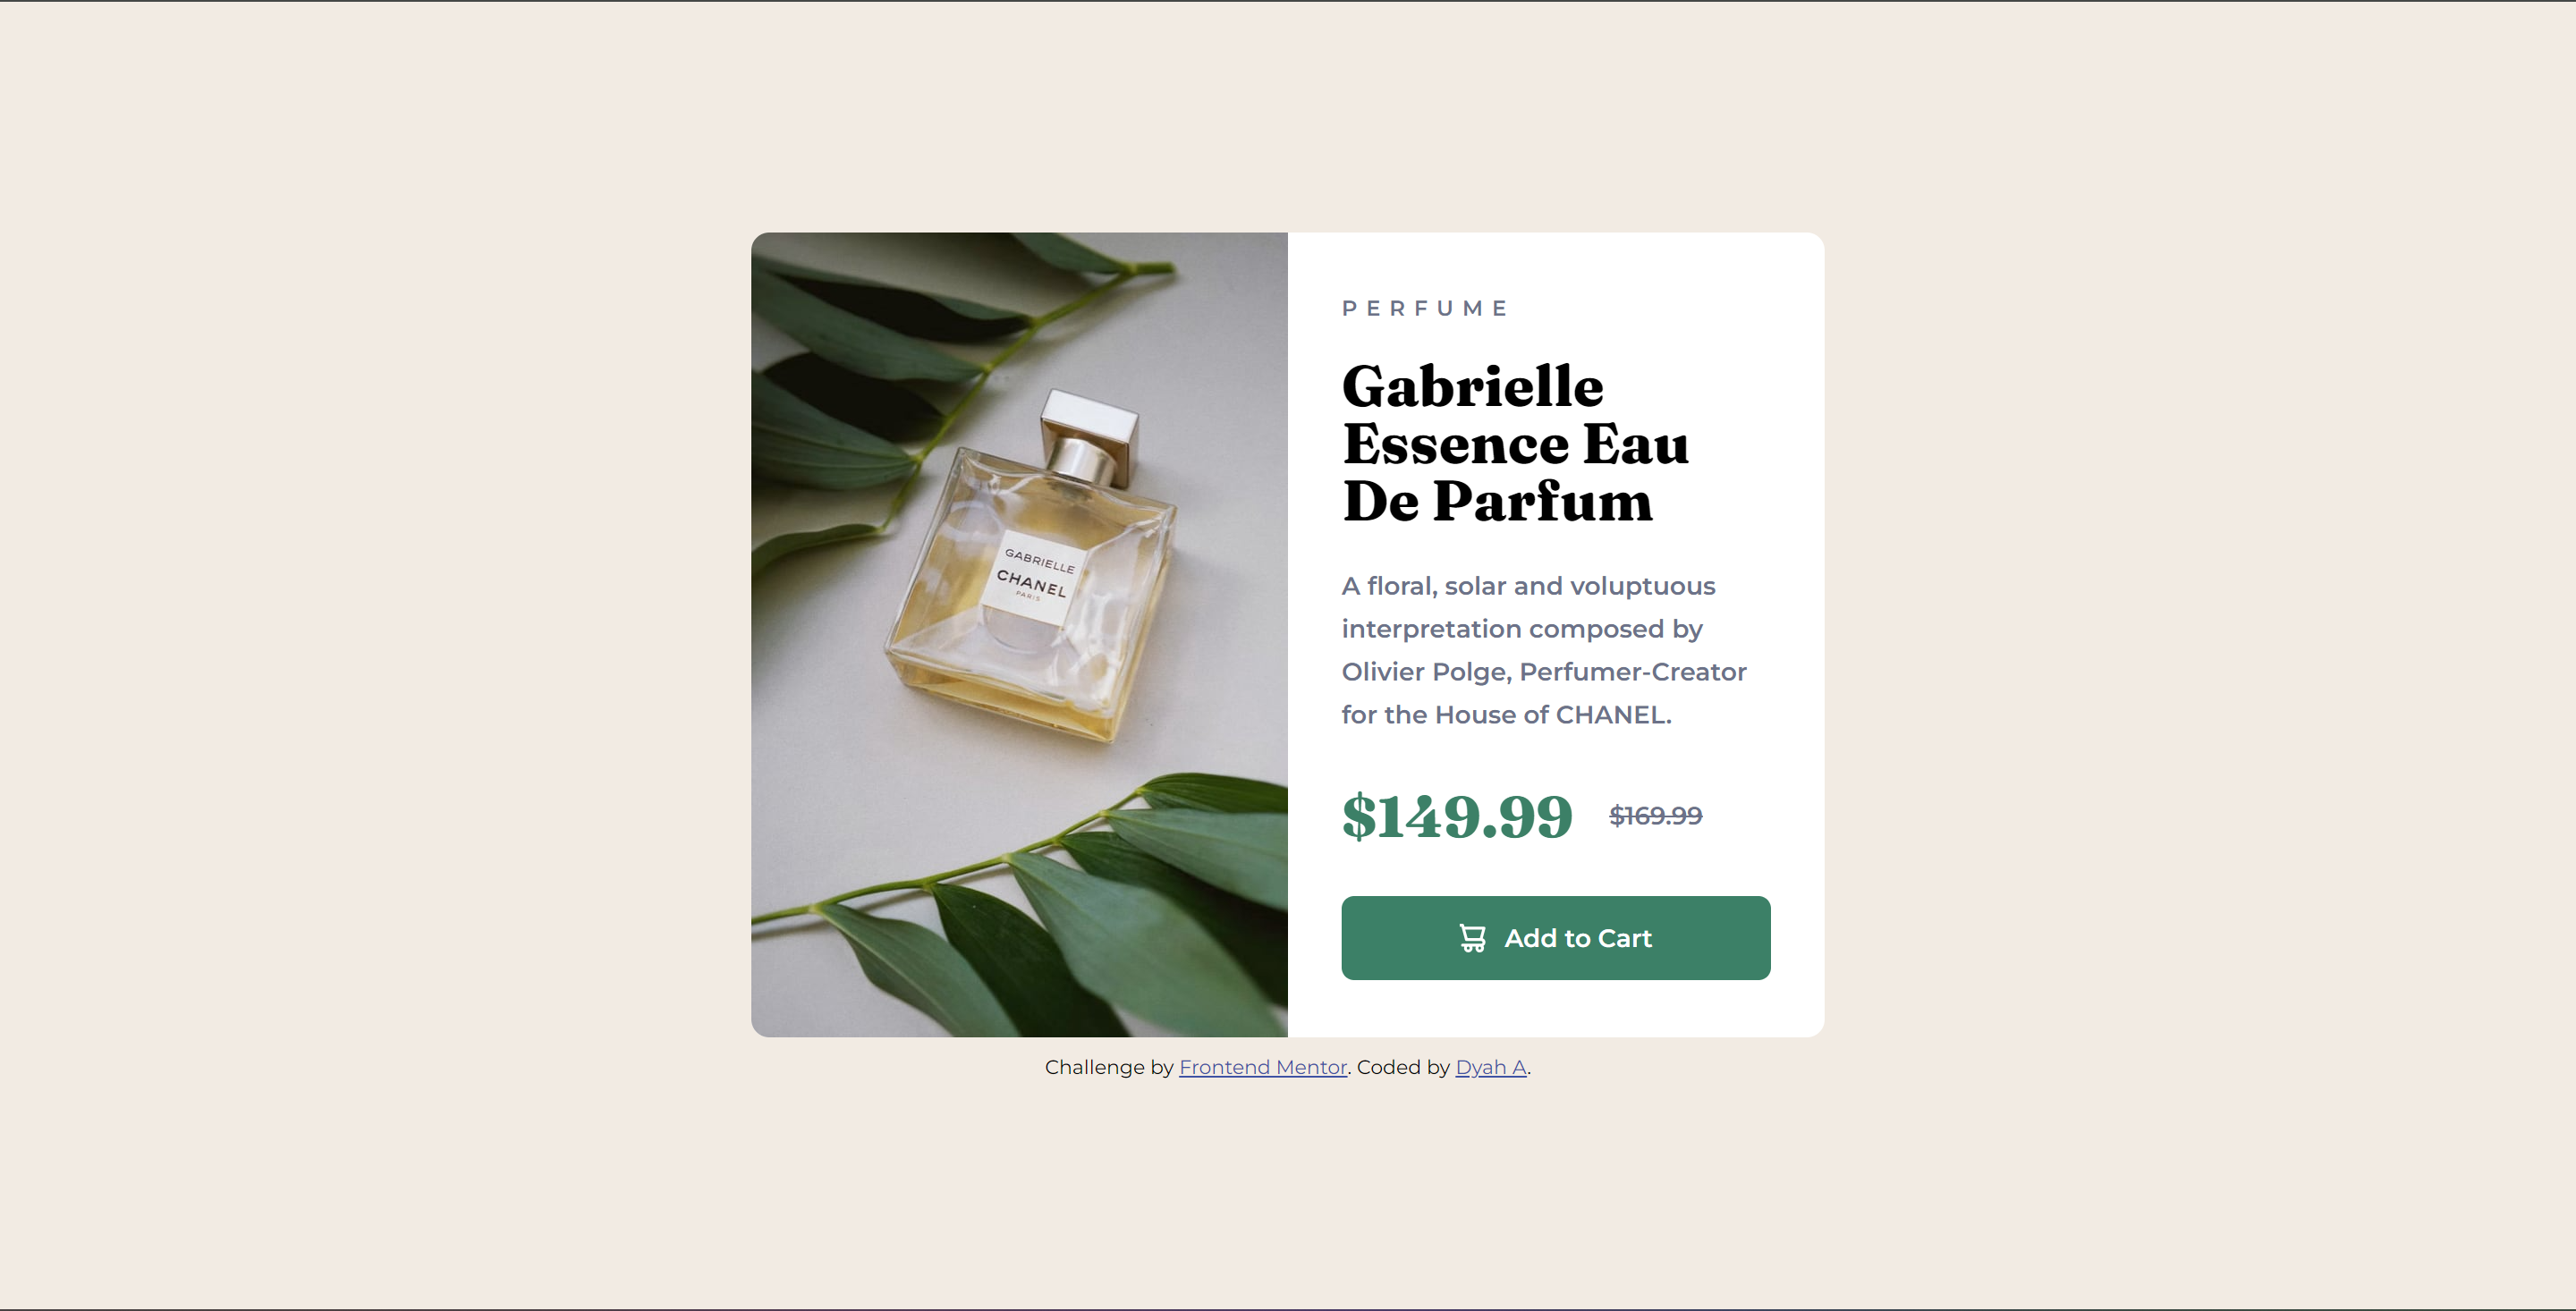 GABRIELLE
CHANEL
PARIS
PERFUME
Gabrielle
Essence Eau
De Parfum
A floral, solar and voluptuous
interpretation composed by
Olivier Polge, Perfumer-Creator
for the House of CHANEL.
$149.99 $169.99
Add to Cart
Challenge by Frontend Mentor. Coded by Dyah A.